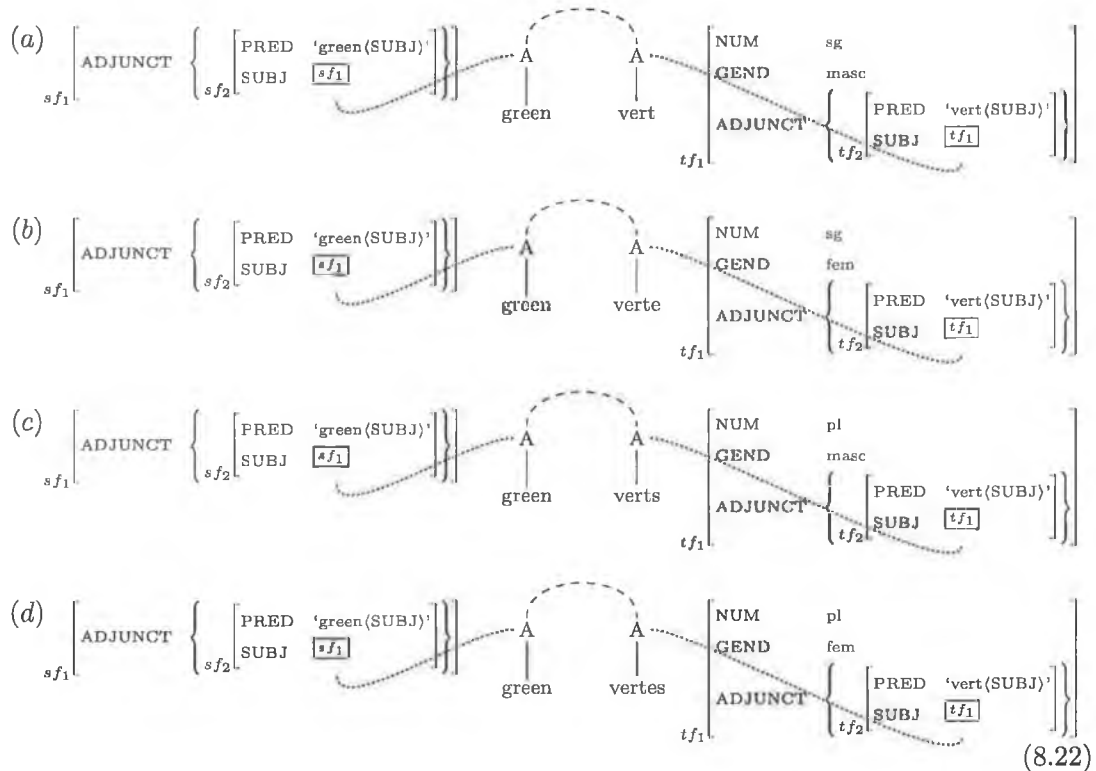 (a) NUM sg
PRED ‘green⟨SUBJ⟩’ A A GEND masc
ADJUNCT SUBJ sf1 PRED ‘vert⟨SUBJ⟩’
sf1 sf2 green vert ADJUNCT SUBJ tf1
tf1 tf2
(b) NUM sg
PRED ‘green⟨SUBJ⟩’ A A GEND fem
ADJUNCT SUBJ sf1 PRED ‘vert⟨SUBJ⟩’
sf1 sf2 green verte ADJUNCT SUBJ tf1
tf1 tf2
(c) NUM pl
PRED ‘green⟨SUBJ⟩’ A A GEND masc
ADJUNCT SUBJ sf1 PRED ‘vert⟨SUBJ⟩’
sf1 sf2 green verts ADJUNCT SUBJ tf1
tf1 tf2
(d) NUM pl
PRED ‘green⟨SUBJ⟩’ A A GEND fem
ADJUNCT SUBJ sf1 PRED ‘vert⟨SUBJ⟩’
sf1 sf2 green vertes ADJUNCT SUBJ tf1
tf1 tf2
(8.22)